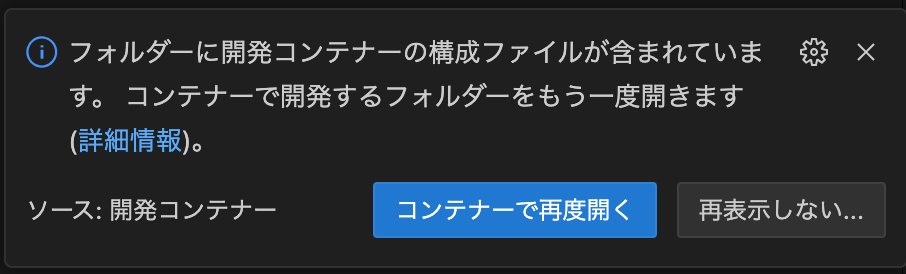 フォルダーに開発コンテナーの構成ファイルが含まれていま
す。 コンテナーで開発するフォルダーをもう一度開きます
(詳細情報)。
ソース: 開発コンテナー
コンテナーで再度開く
再表示しない...